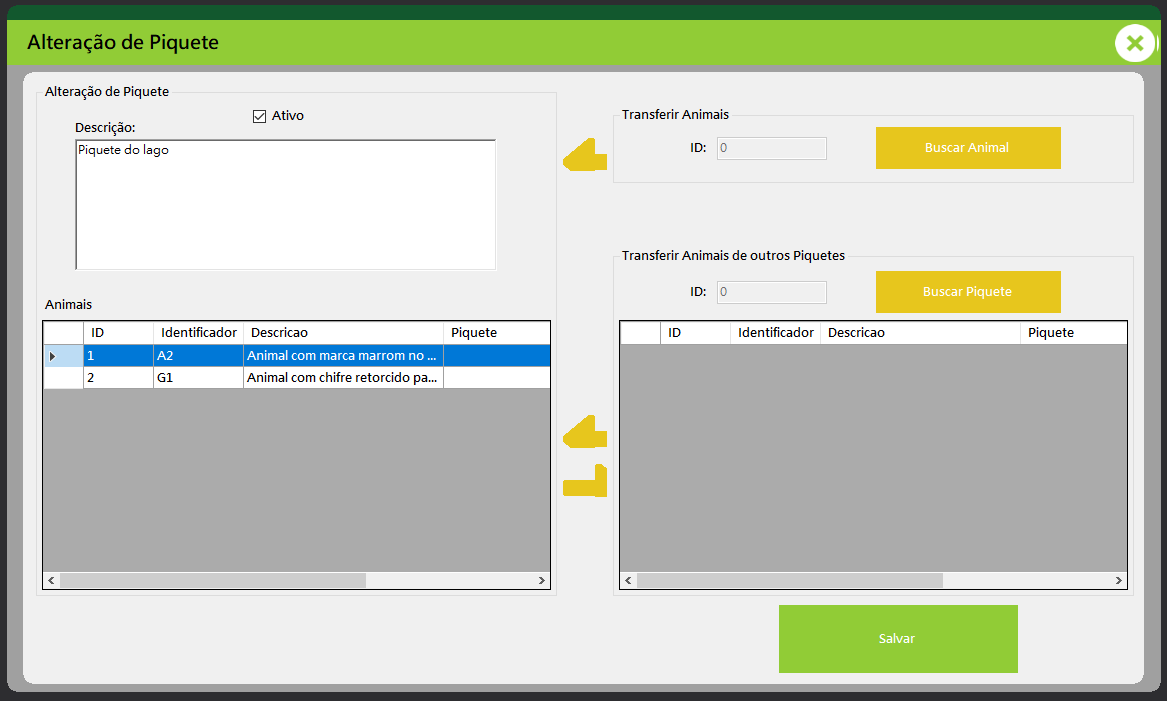 Alteração de Piquete
Alteração de Piquete
Ativo
Descrição:
Piquete do lago
Animais
ID Identificador Descricao Piquete
1 A2 Animal com marca marrom no ...
2 G1 Animal com chifre retorcido pa...
Transferir Animais
ID: 0 Buscar Animal
Transferir Animais de outros Piquetes
ID: 0 Buscar Piquete
ID Identificador Descricao Piquete
Salvar